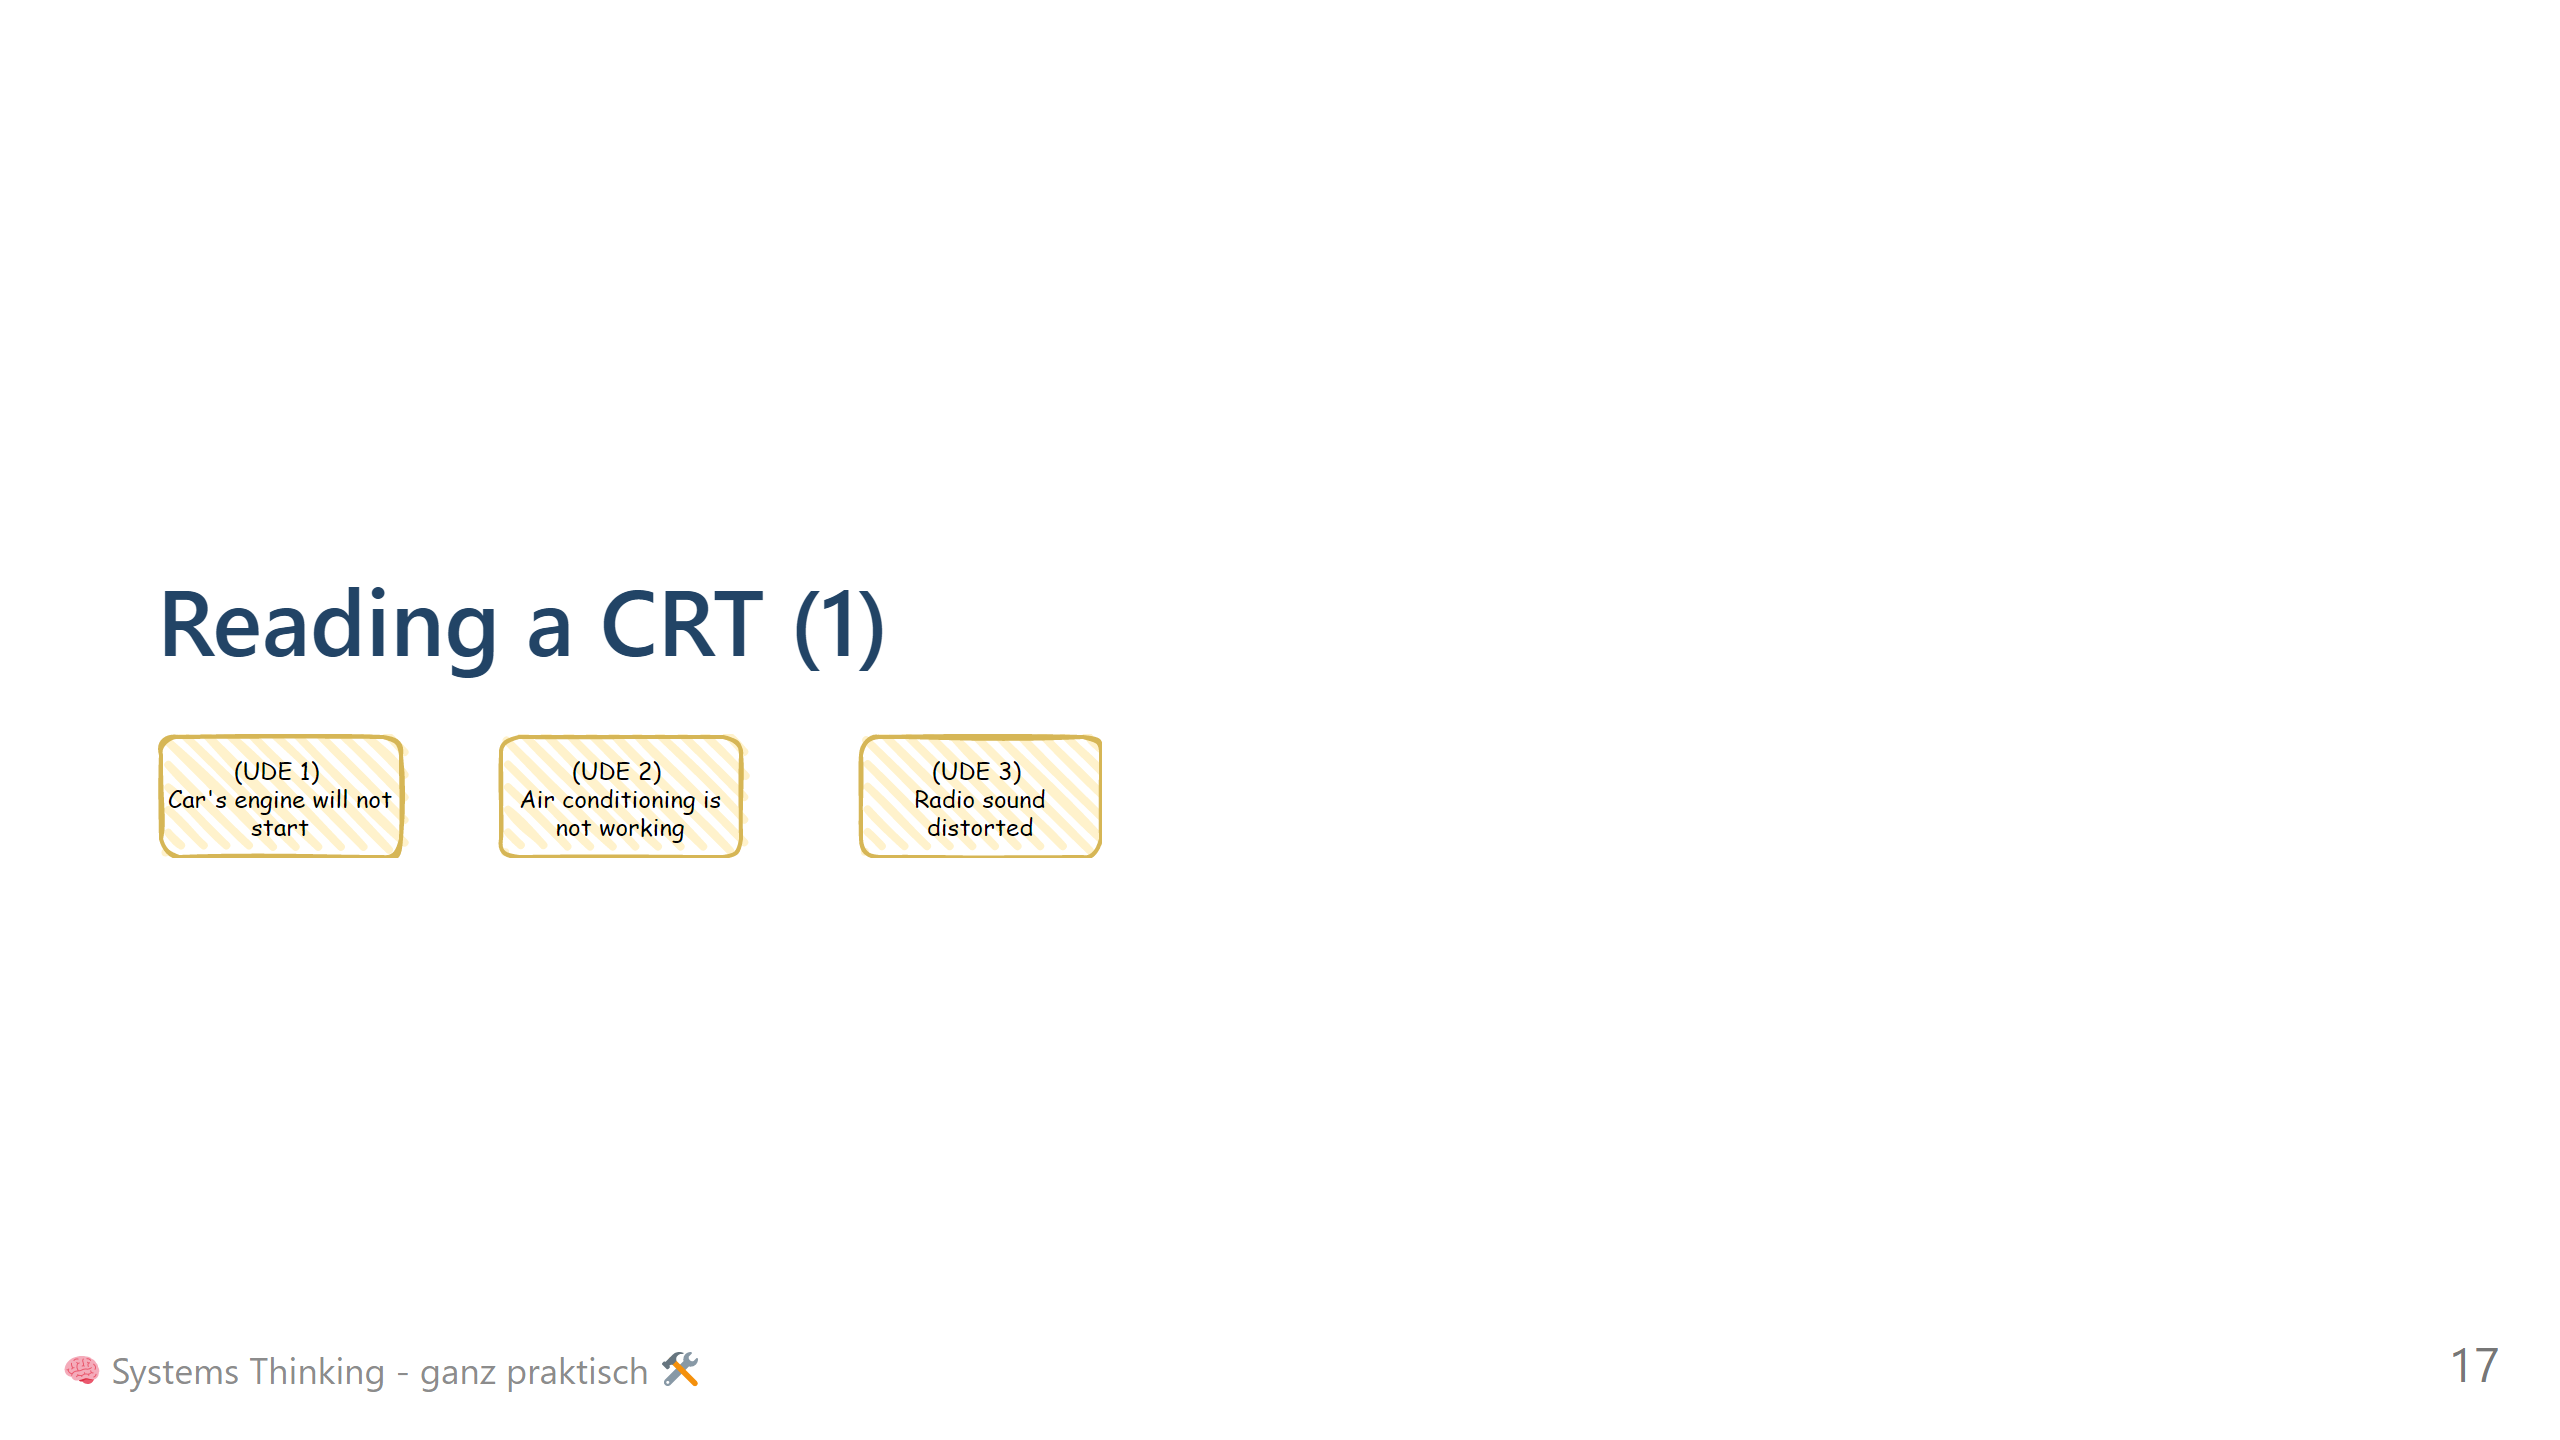 Reading a CRT (1)
(UDE 1)
Car's engine will not
start
(UDE 2)
Air conditioning is
not working
(UDE 3)
Radio sound
distorted
🧠 Systems Thinking - ganz praktisch 🛠️
17